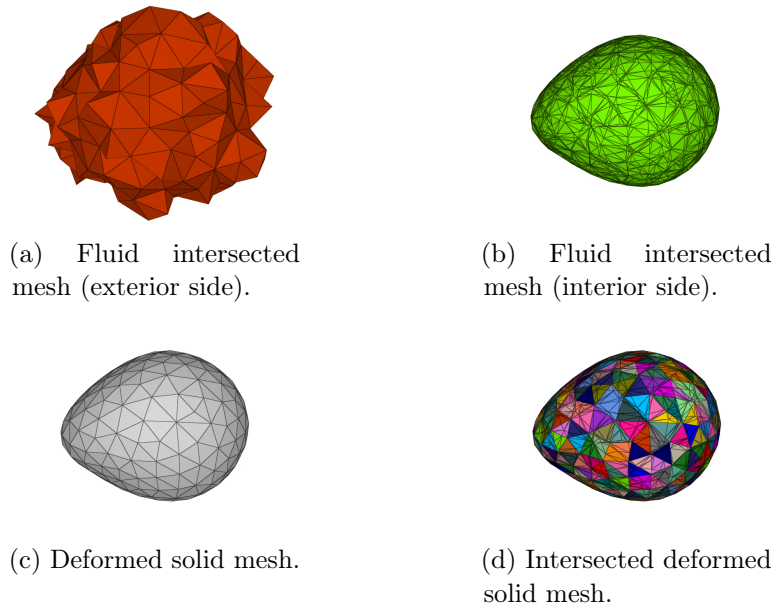 (a) Fluid intersected
mesh (exterior side).
(b) Fluid intersected
mesh (interior side).
(c) Deformed solid mesh.
(d) Intersected deformed
solid mesh.